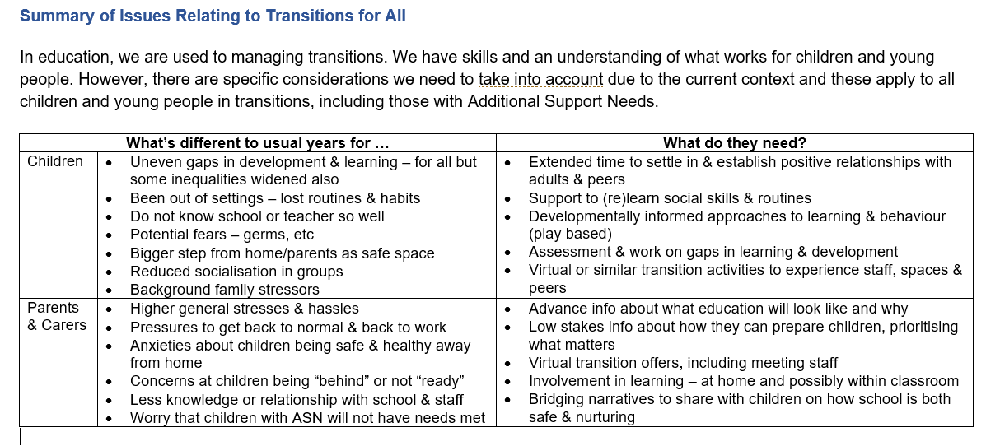 Summary of Issues Relating to Transitions for All
In education, we are used to managing transitions. We have skills and an understanding of what works for children and young
people. However, there are specific considerations we need to take into account due to the current context and these apply to all
children and young people in transitions, including those with Additional Support Needs.
What's different to usual years for …
What do they need?
Children
• Uneven gaps in development & learning – for all but
some inequalities widened also
• Been out of settings – lost routines & habits
• Do not know school or teacher so well
• Potential fears – germs, etc
• Bigger step from home/parents as safe space
• Reduced socialisation in groups
• Background family stressors
• Extended time to settle in & establish positive relationships with
adults & peers
• Support to (re)learn social skills & routines
• Developmentally informed approaches to learning & behaviour
(play based)
• Assessment & work on gaps in learning & development
• Virtual or similar transition activities to experience staff, spaces &
peers
Parents
& Carers
• Higher general stresses & hassles
• Pressures to get back to normal & back to work
• Anxieties about children being safe & healthy away
from home
• Concerns at children being “behind” or not “ready”
• Less knowledge or relationship with school & staff
• Worry that children with ASN will not have needs met
• Advance info about what education will look like and why
• Low stakes info about how they can prepare children, prioritising
what matters
• Virtual transition offers, including meeting staff
• Involvement in learning – at home and possibly within classroom
• Bridging narratives to share with children on how school is both
safe & nurturing